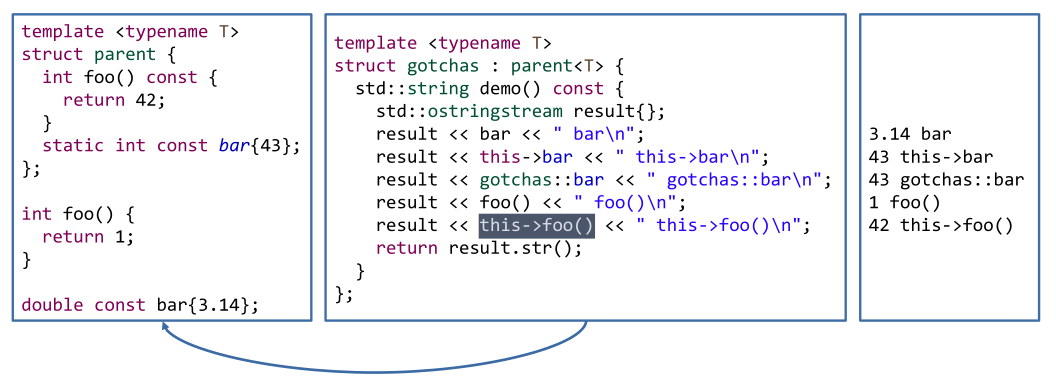 template <typename T>
struct parent {
  int foo() const {
    return 42;
  }
  static int const bar{43};
};

int foo() {
  return 1;
}

double const bar{3.14};

template <typename T>
struct gotchas : parent<T> {
  std::string demo() const {
    std::ostringstream result{};
    result << bar << " bar\n";
    result << this->bar << " this->bar\n";
    result << gotchas::bar << " gotchas::bar\n";
    result << foo() << " foo()\n";
    result << this->foo() << " this->foo()\n";
    return result.str();
  }
};

3.14 bar
43 this->bar
43 gotchas::bar
1 foo()
42 this->foo()